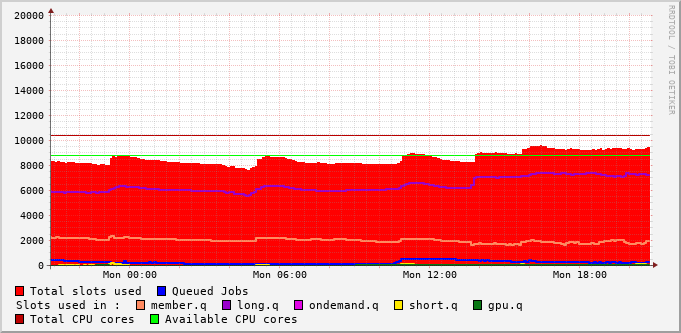 RRDTOOL / TOBI OETIKER
20000
18000
16000
14000
12000
10000
8000
6000
4000
2000
0
Mon 00:00 Mon 06:00 Mon 12:00 Mon 18:00
Total slots used Queued Jobs
Slots used in : member.q long.q ondemand.q short.q gpu.q
Total CPU cores Available CPU cores